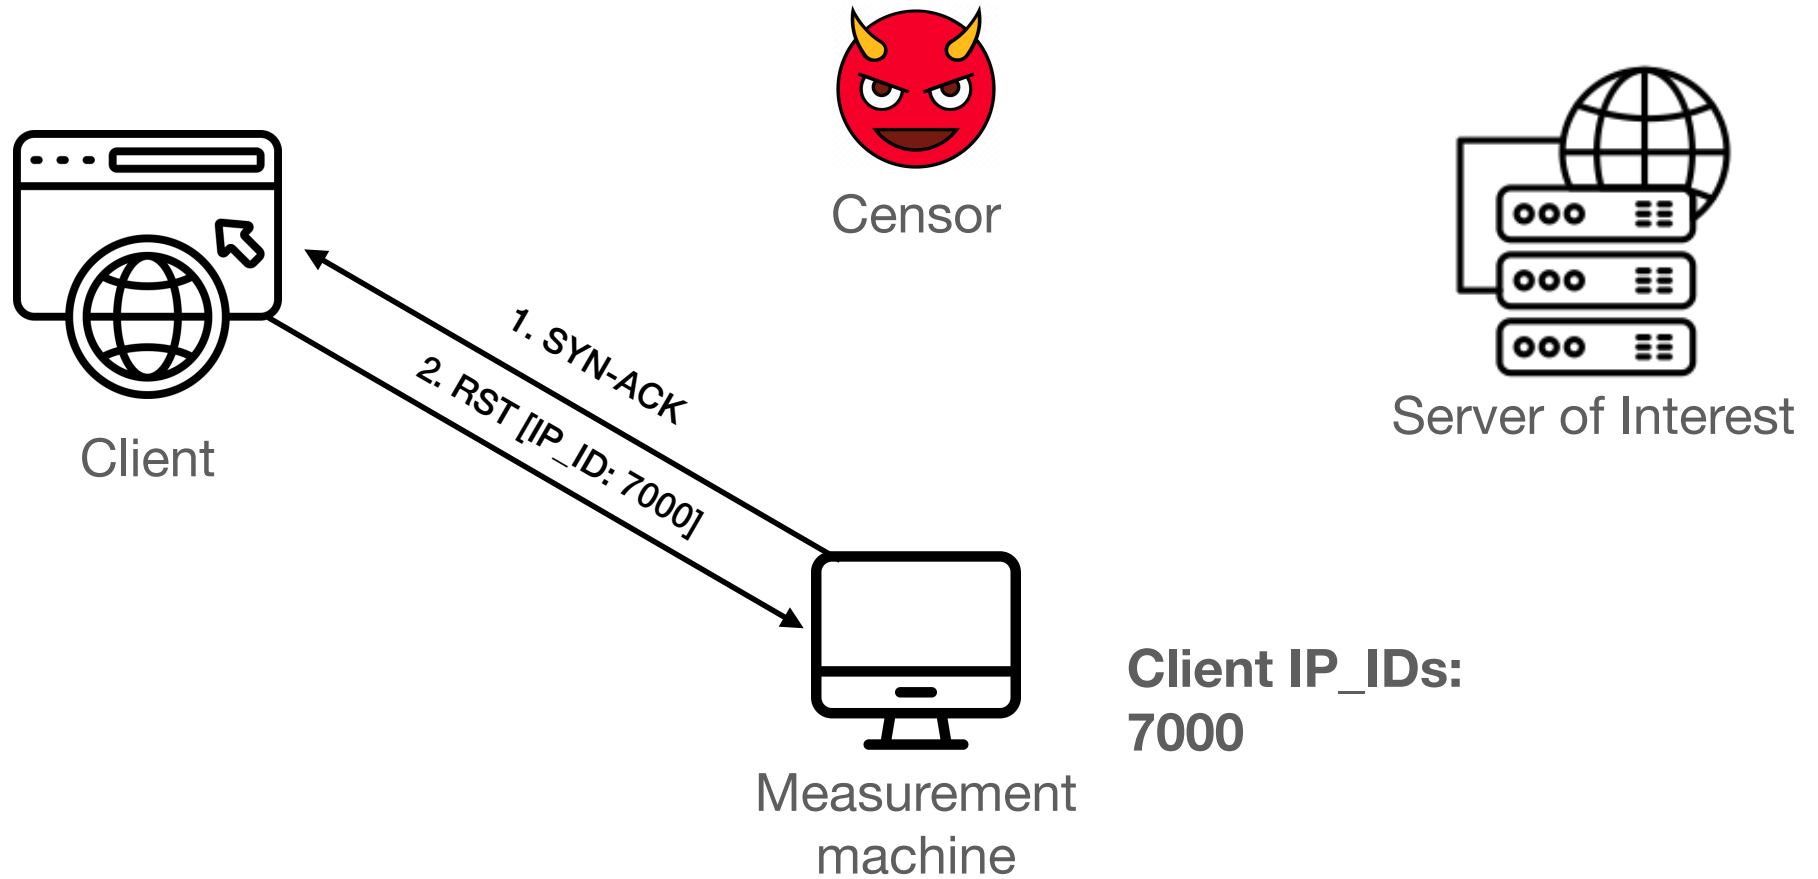 Censor
1. SYN-ACK
2. RST [IP_ID: 7000]
Server of Interest
Client
Client IP_IDs:
7000
Measurement
machine